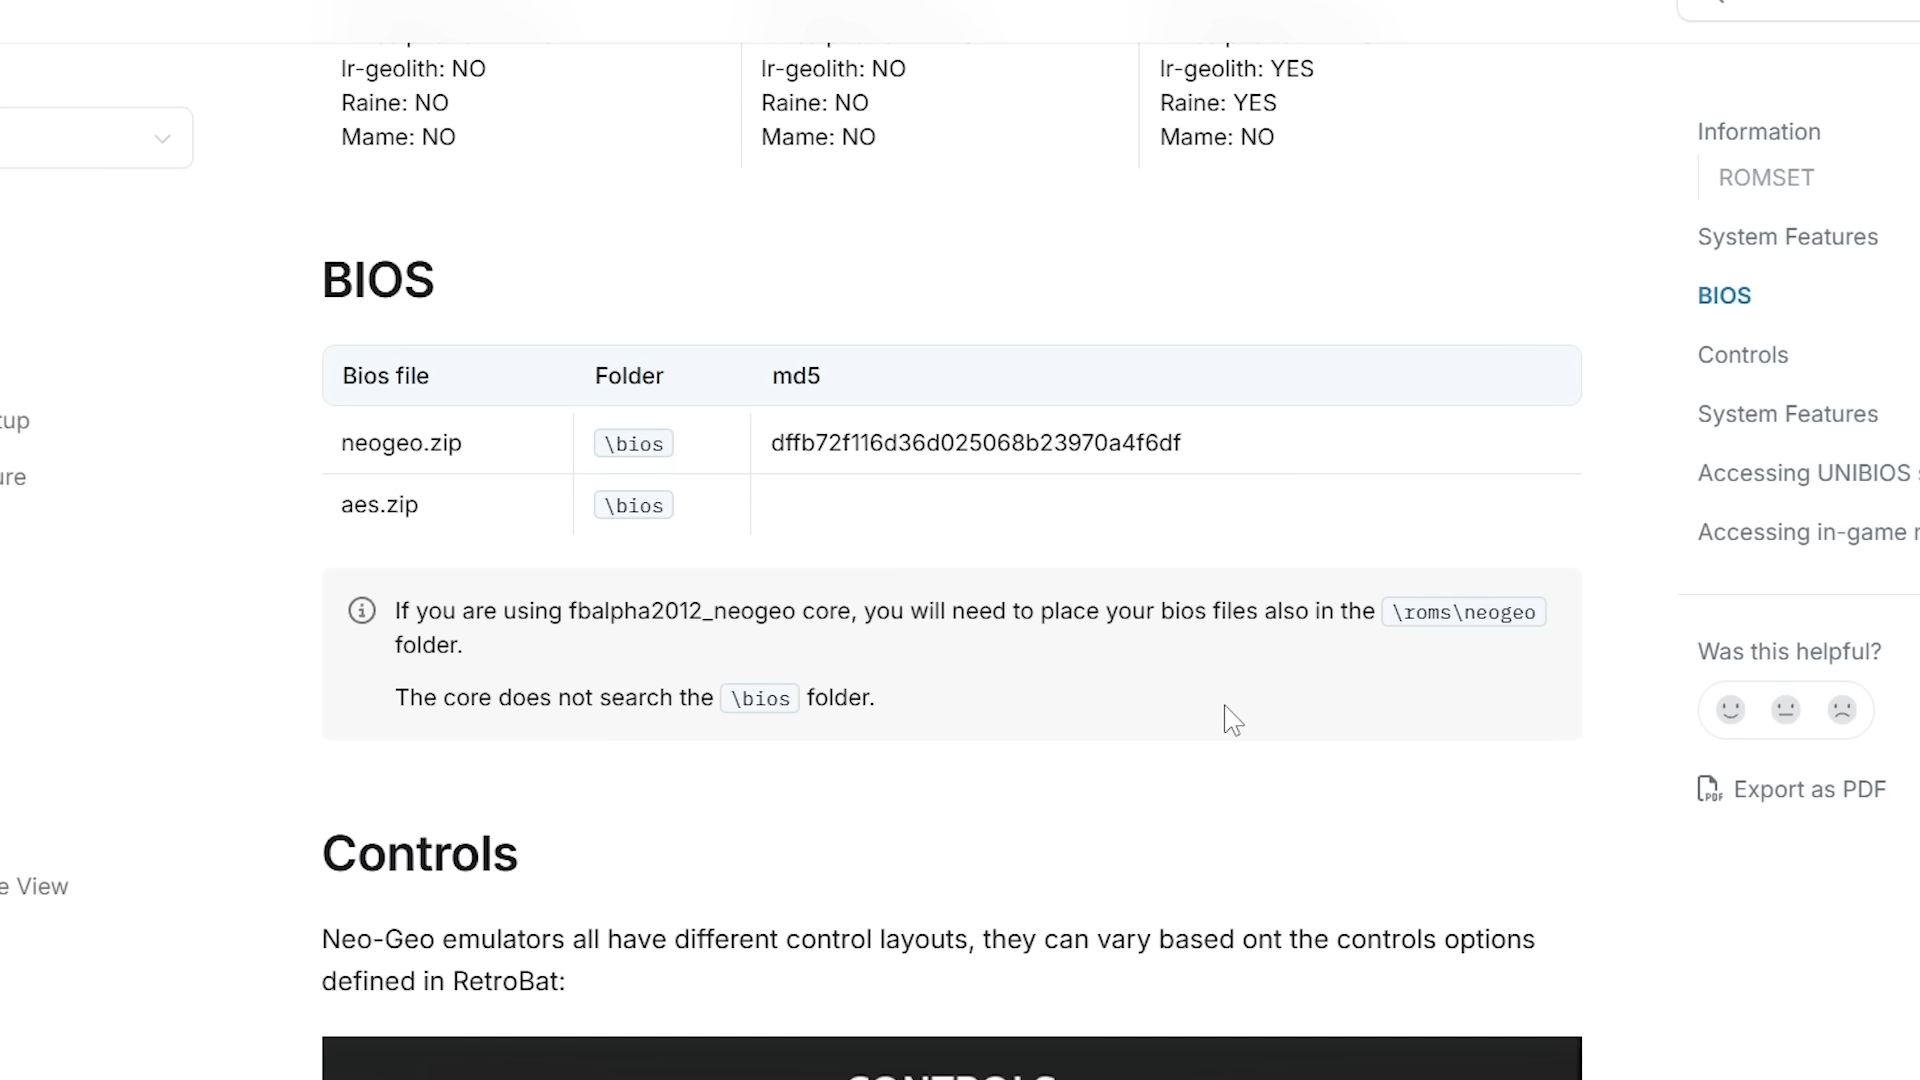 lr-geolith: NO
Raine: NO
Mame: NO
lr-geolith: NO
Raine: NO
Mame: NO
lr-geolith: YES
Raine: YES
Mame: NO
BIOS
Bios file Folder md5
neogeo.zip \bios dffb72f116d36d025068b23970a4f6df
aes.zip \bios
If you are using fbalpha2012_neogeo core, you will need to place your bios files also in the \roms\neogeo
folder.
The core does not search the \bios folder.
Controls
Neo-Geo emulators all have different control layouts, they can vary based ont the controls options
defined in RetroBat:
Information
ROMSET
System Features
BIOS
Controls
System Features
Accessing UNIBIOS
Accessing in-game
Was this helpful?
PDF Export as PDF
View